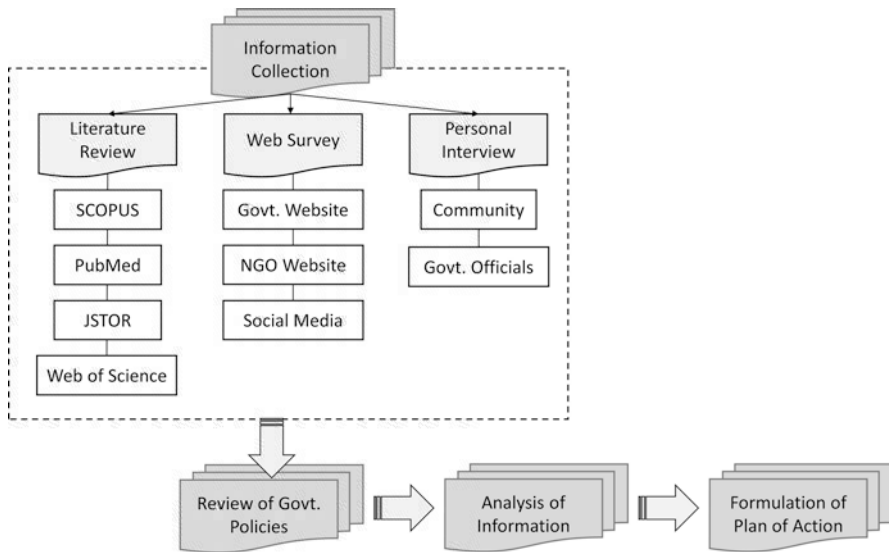 Information
Collection
Literature
Review
Web Survey
Personal
Interview
SCOPUS
Govt. Website
Community
PubMed
NGO Website
Govt. Officials
JSTOR
Social Media
Web of Science
Review of Govt.
Policies
Analysis of
Information
Formulation of
Plan of Action